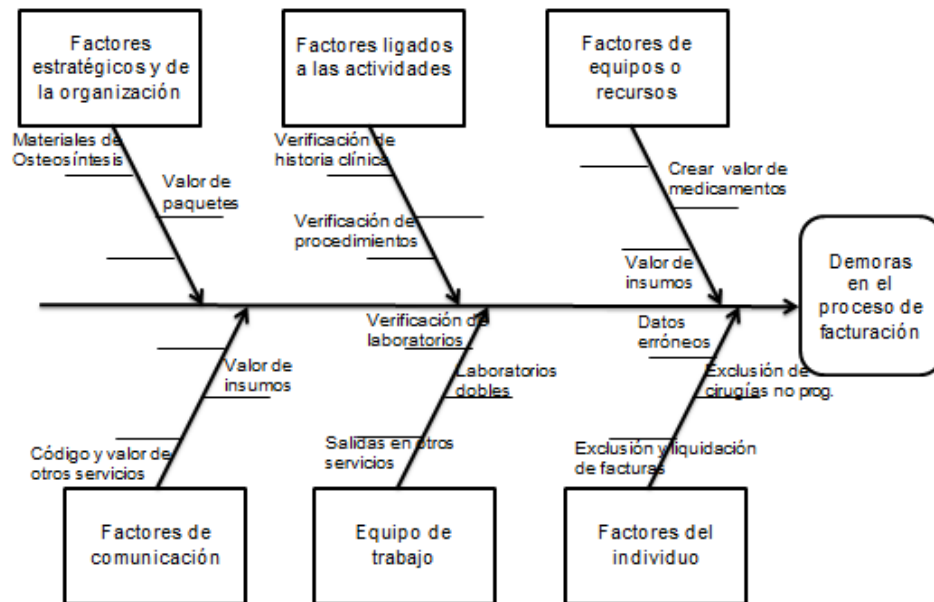 Factores
estratégicos y de
la organización
Factores ligados
a las actividades
Factores de
equipos o
recursos
Materiales de
Osteosíntesis
Valor de
paquetes
Verificación de
historia clínica
Verificación de
procedimientos
Crear valor de
medicamentos
Valor de
insumos
Demoras
en el
proceso de
facturación
Valor de
insumos
Código y valor de
otros servicios
Verificación de
laboratorios
Laboratorios
dobles
Salidas en otros
servicios
Datos
erróneos
Exclusión de
cirugías no prog.
Exclusión y liquidación
de facturas
Factores de
comunicación
Equipo de
trabajo
Factores del
individuo